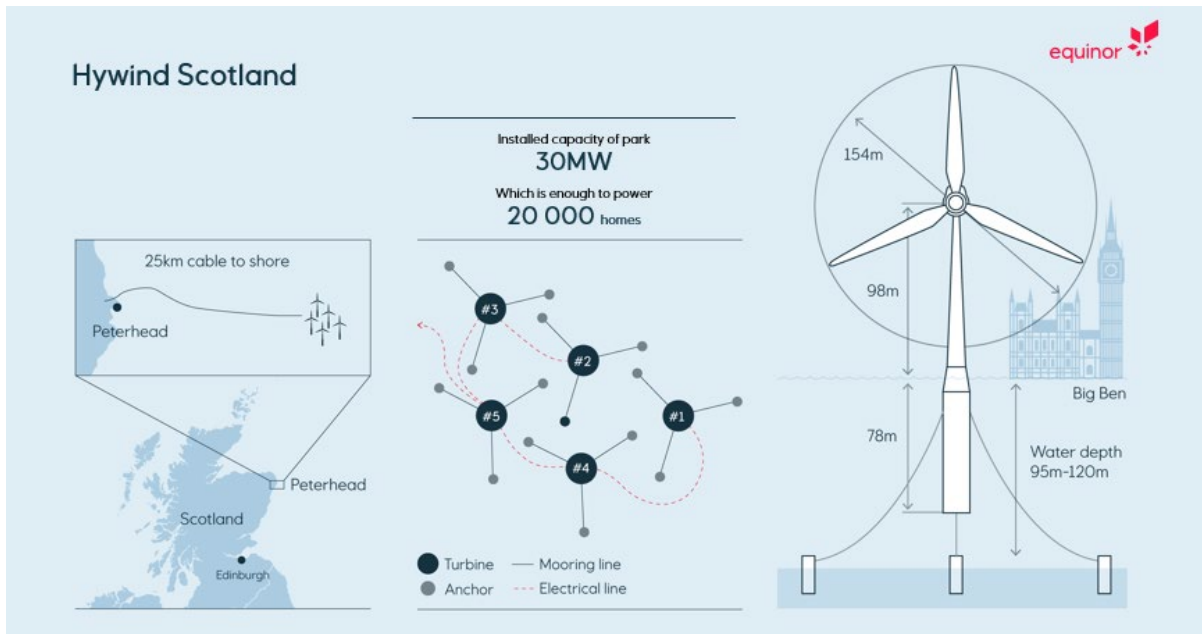 equinor
Hywind Scotland
Installed capacity of park
30MW
Which is enough to power
20 000 homes
25km cable to shore
Peterhead
Peterhead
Scotland
Edinburgh
#3
#2
#5
#1
#4
Turbine
Mooring line
Anchor
Electrical line
154m
98m
Big Ben
78m
Water depth
95m-120m